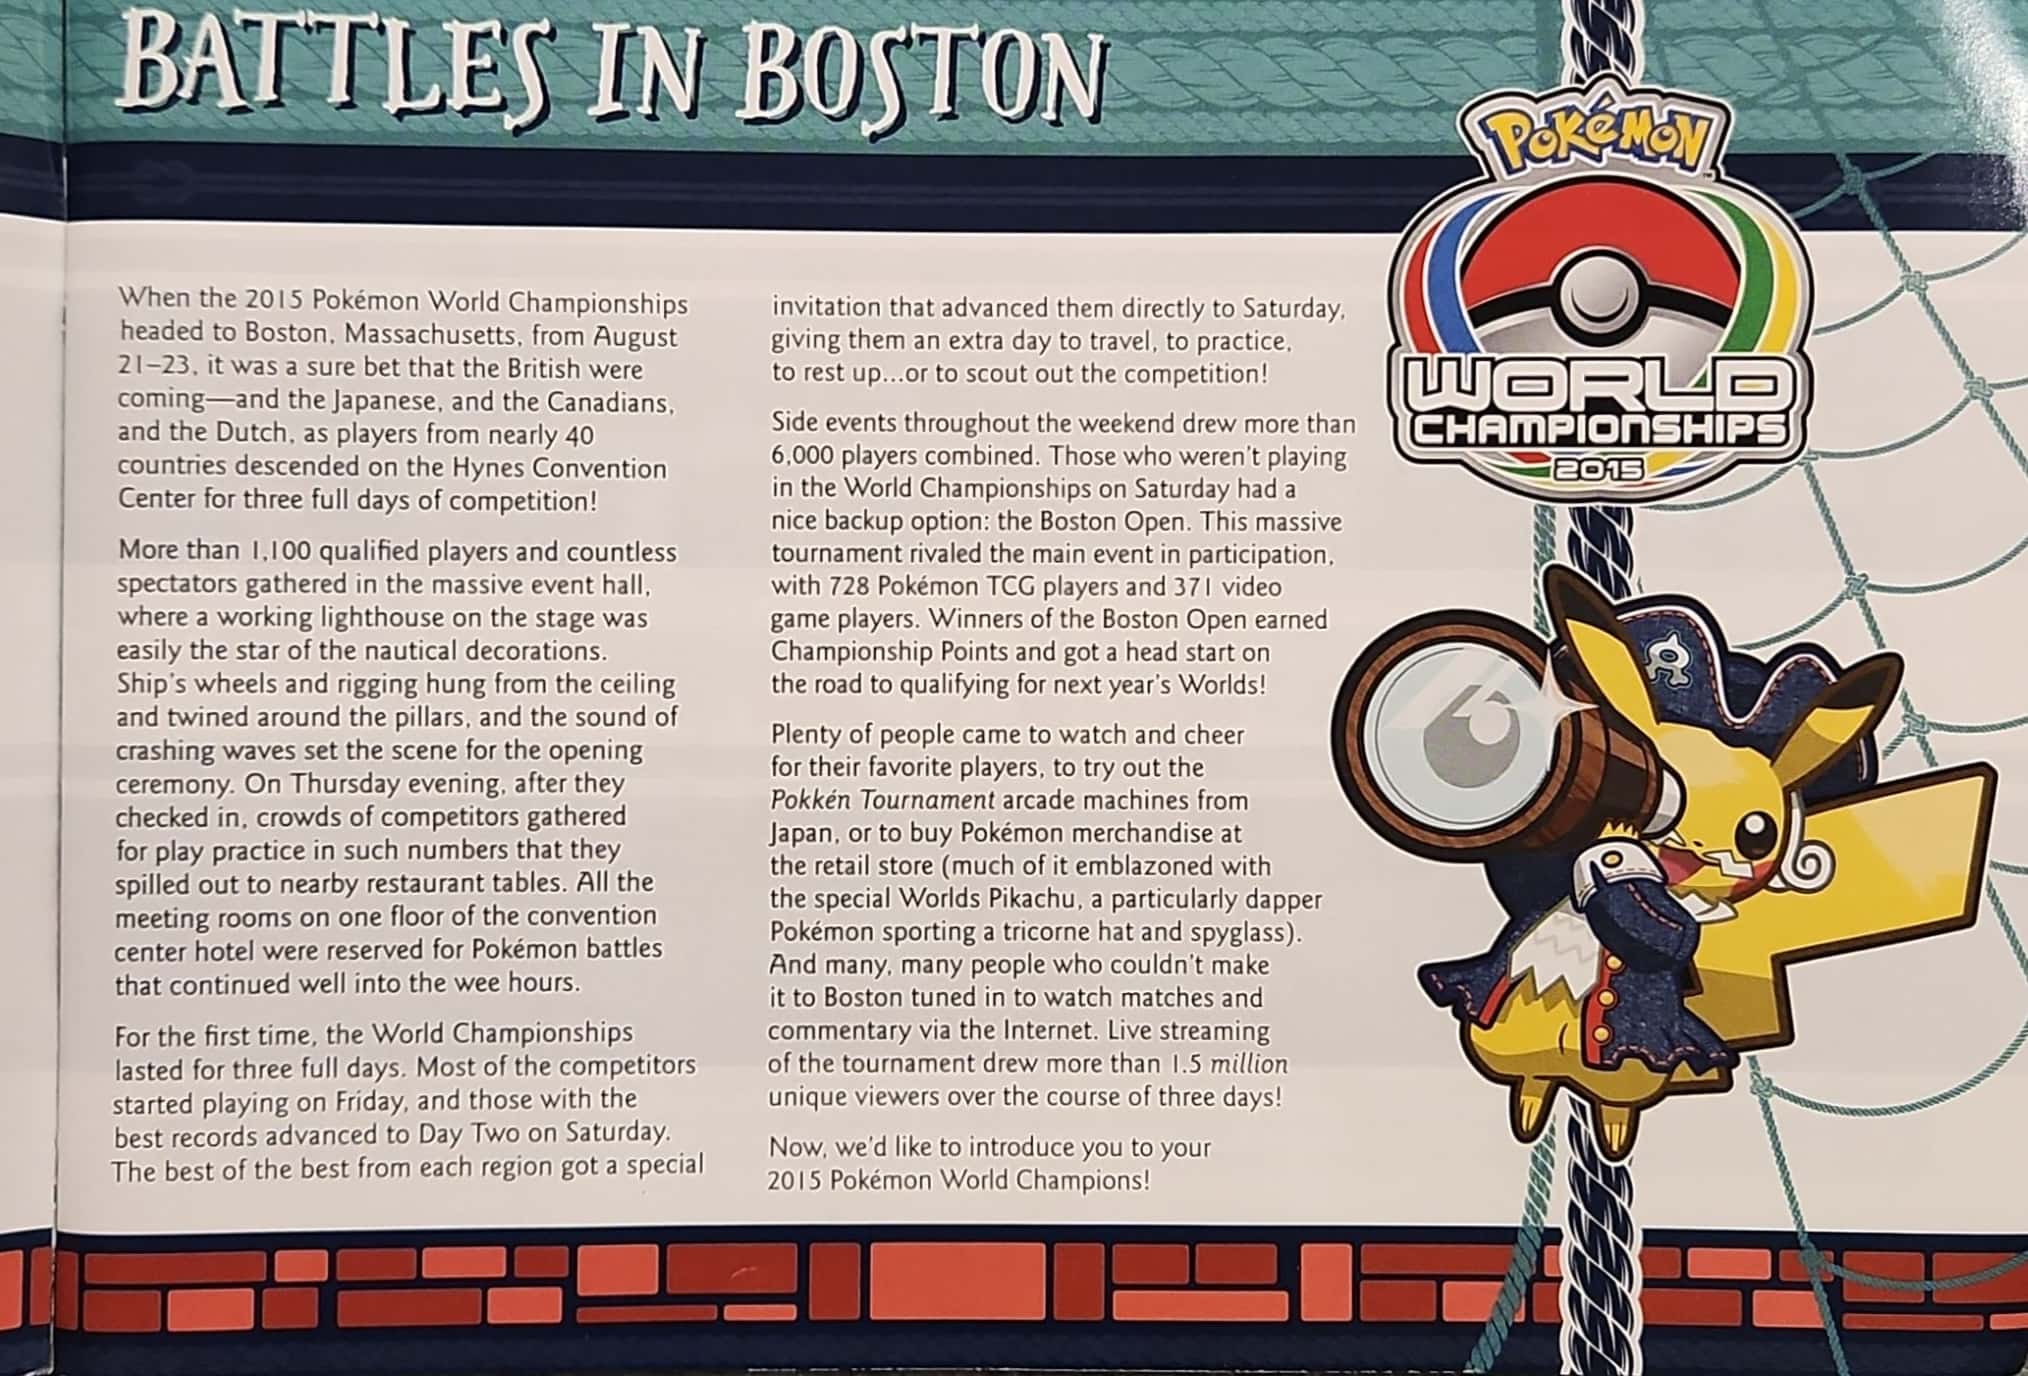 BATTLES IN BOSTON
When the 2015 Pokémon World Championships
headed to Boston, Massachusetts, from August
21–23, it was a sure bet that the British were
coming—and the Japanese, and the Canadians,
and the Dutch, as players from nearly 40
countries descended on the Hynes Convention
Center for three full days of competition!
More than 1,100 qualified players and countless
spectators gathered in the massive event hall,
where a working lighthouse on the stage was
easily the star of the nautical decorations.
Ship's wheels and rigging hung from the ceiling
and twined around the pillars, and the sound of
crashing waves set the scene for the opening
ceremony. On Thursday evening, after they
checked in, crowds of competitors gathered
for play practice in such numbers that they
spilled out to nearby restaurant tables. All the
meeting rooms on one floor of the convention
center hotel were reserved for Pokémon battles
that continued well into the wee hours.
For the first time, the World Championships
lasted for three full days. Most of the competitors
started playing on Friday, and those with the
best records advanced to Day Two on Saturday.
The best of the best from each region got a special
invitation that advanced them directly to Saturday,
giving them an extra day to travel, to practice,
to rest up...or to scout out the competition!
Side events throughout the weekend drew more than
6,000 players combined. Those who weren't playing
in the World Championships on Saturday had a
nice backup option: the Boston Open. This massive
tournament rivaled the main event in participation,
with 728 Pokémon TCG players and 371 video
game players. Winners of the Boston Open earned
Championship Points and got a head start on
the road to qualifying for next year's Worlds!
Plenty of people came to watch and cheer
for their favorite players, to try out the
Pokkén Tournament arcade machines from
Japan, or to buy Pokémon merchandise at
the retail store (much of it emblazoned with
the special Worlds Pikachu, a particularly dapper
Pokémon sporting a tricorne hat and spyglass).
And many, many people who couldn't make
it to Boston tuned in to watch matches and
commentary via the Internet. Live streaming
of the tournament drew more than 1.5 million
unique viewers over the course of three days!
Now, we'd like to introduce you to your
2015 Pokémon World Champions!
POKéMON
WORLD
CHAMPIONSHIPS
2015